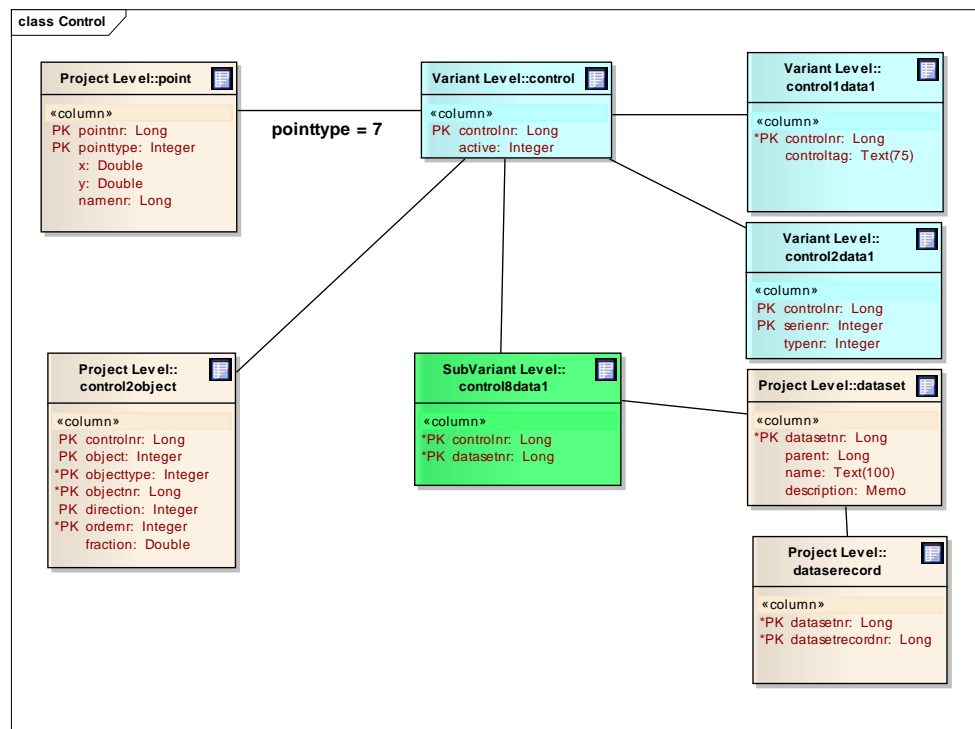 class Control
Project Level::point
«column»
PK pointnr: Long
PK pointtype: Integer
x: Double
y: Double
namenr: Long
pointtype = 7
Variant Level::control
«column»
PK controlnr: Long
active: Integer
Variant Level::
control1data1
«column»
*PK controlnr: Long
controltag: Text(75)
Variant Level::
control2data1
«column»
PK controlnr: Long
PK serienr: Integer
typenr: Integer
Project Level::
control2object
«column»
PK controlnr: Long
PK object: Integer
*PK objecttype: Integer
*PK objectnr: Long
PK direction: Integer
*PK ordernr: Integer
fraction: Double
SubVariant Level::
control8data1
«column»
*PK controlnr: Long
*PK datasetnr: Long
Project Level::dataset
«column»
*PK datasetnr: Long
parent: Long
name: Text(100)
description: Memo
Project Level::
dataserecord
«column»
*PK datasetnr: Long
*PK datasetrecordnr: Long